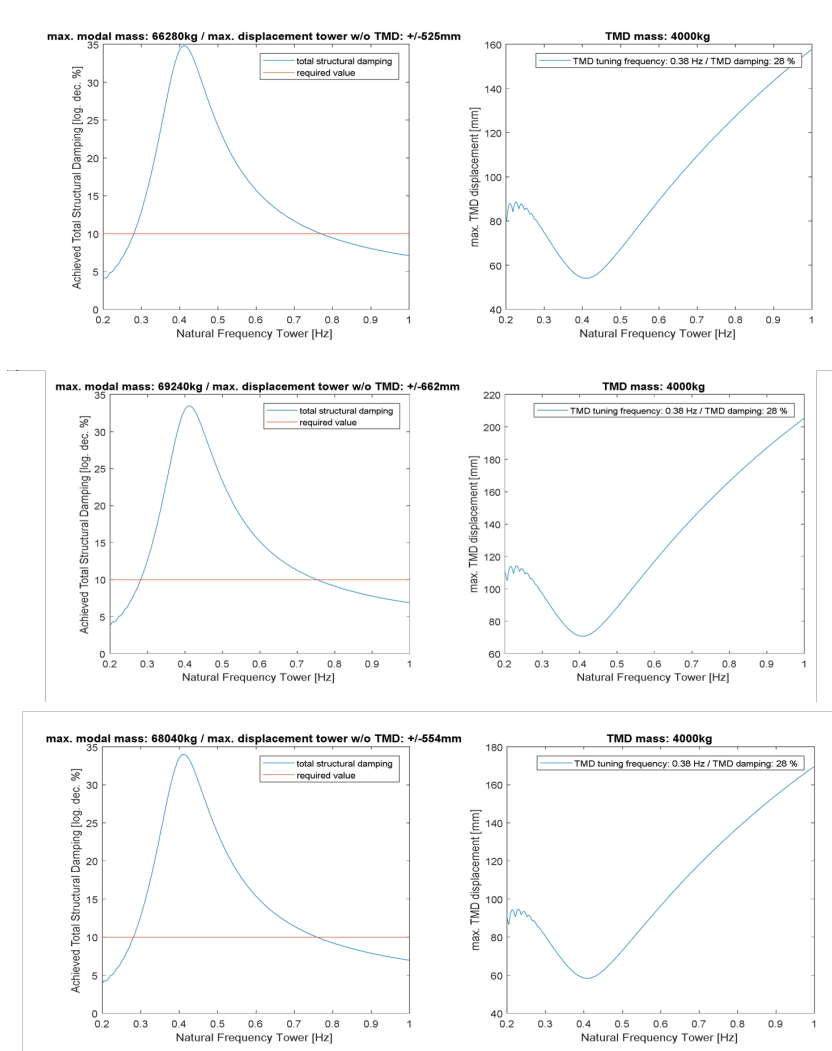 max. modal mass: 66280kg / max. displacement tower w/o TMD: +/-525mm
Achieved Total Structural Damping [log. dec. %]
35
30
25
20
15
10
5
0
total structural damping
required value
0.2 0.3 0.4 0.5 0.6 0.7 0.8 0.9 1
Natural Frequency Tower [Hz]
TMD mass: 4000kg
max. TMD displacement [mm]
160
140
120
100
80
60
40
TMD tuning frequency: 0.38 Hz / TMD damping: 28 %
0.2 0.3 0.4 0.5 0.6 0.7 0.8 0.9 1
Natural Frequency Tower [Hz]
max. modal mass: 69240kg / max. displacement tower w/o TMD: +/-662mm
Achieved Total Structural Damping [log. dec. %]
35
30
25
20
15
10
5
0
total structural damping
required value
0.2 0.3 0.4 0.5 0.6 0.7 0.8 0.9 1
Natural Frequency Tower [Hz]
TMD mass: 4000kg
max. TMD displacement [mm]
220
200
180
160
140
120
100
80
60
TMD tuning frequency: 0.38 Hz / TMD damping: 28 %
0.2 0.3 0.4 0.5 0.6 0.7 0.8 0.9 1
Natural Frequency Tower [Hz]
max. modal mass: 68040kg / max. displacement tower w/o TMD: +/-554mm
Achieved Total Structural Damping [log. dec. %]
35
30
25
20
15
10
5
0
total structural damping
required value
0.2 0.3 0.4 0.5 0.6 0.7 0.8 0.9 1
Natural Frequency Tower [Hz]
TMD mass: 4000kg
max. TMD displacement [mm]
180
160
140
120
100
80
60
40
TMD tuning frequency: 0.38 Hz / TMD damping: 28 %
0.2 0.3 0.4 0.5 0.6 0.7 0.8 0.9 1
Natural Frequency Tower [Hz]